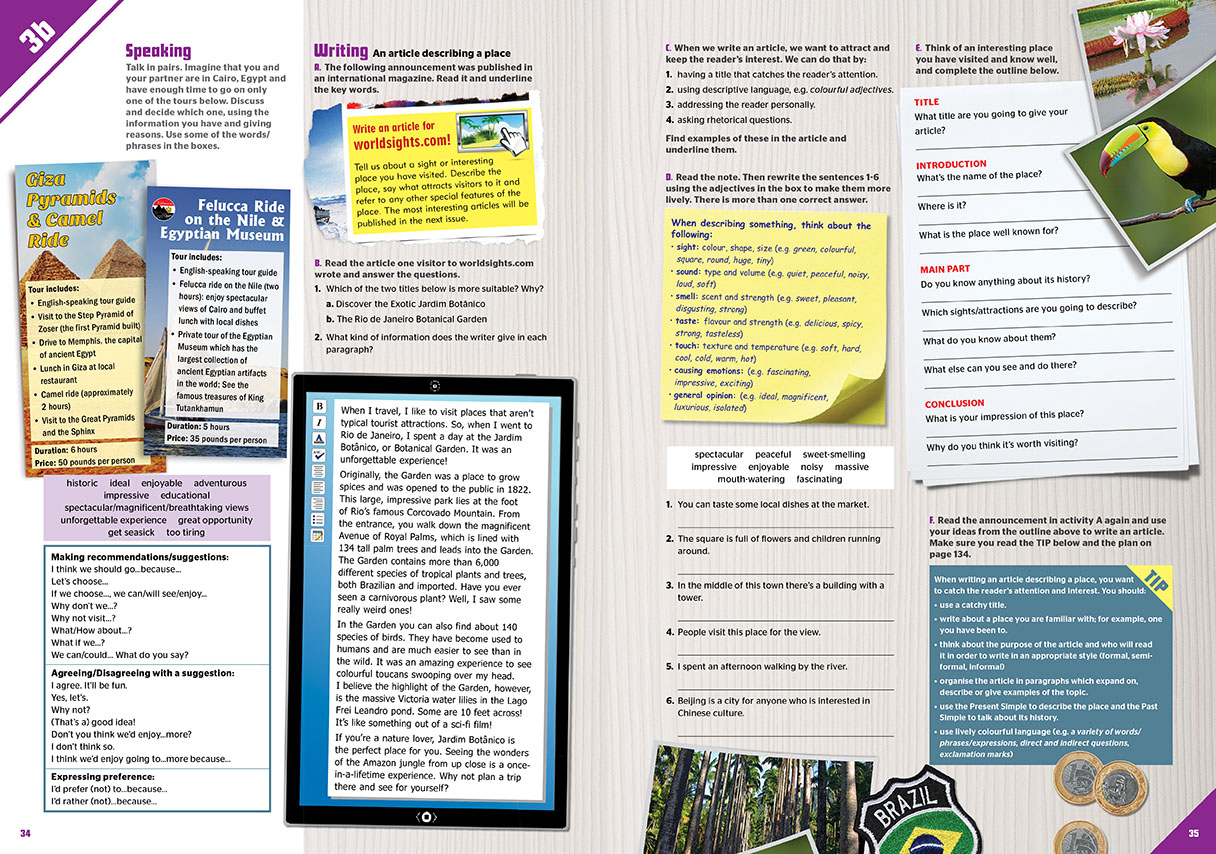 3b
Speaking
Talk in pairs. Imagine that you and
your partner are in Cairo, Egypt and
have enough time to go on only
one of the tours below. Discuss
and decide which one, using the
information you have and giving
reasons. Use some of the words/
phrases in the boxes.
Giza
Pyramids
& Camel
Ride
Tour includes:
• English-speaking tour guide
• Visit to the Step Pyramid of
Zoser (the first Pyramid built)
• Drive to Memphis, the capital
of ancient Egypt
• Lunch in Giza at local
restaurant
• Camel ride (approximately
2 hours)
• Visit to the Great Pyramids
and the Sphinx
Duration: 6 hours
Price: 50 pounds per person
Felucca Ride
on the Nile &
Egyptian Museum
Tour includes:
• English-speaking tour guide
• Felucca ride on the Nile (two
hours): enjoy spectacular
views of Cairo and buffet
lunch with local dishes
• Private tour of the Egyptian
Museum which has the
largest collection of
ancient Egyptian artifacts
in the world: See the
famous treasures of King
Tutankhamun
Duration: 5 hours
Price: 35 pounds per person
historic ideal enjoyable adventurous
impressive educational
spectacular/magnificent/breathtaking views
unforgettable experience great opportunity
get seasick too tiring
Making recommendations/suggestions:
I think we should go...because...
Let's choose...
If we choose..., we can/will see/enjoy...
Why don't we...?
Why not visit...?
What/How about...?
What if we...?
We can/could... What do you say?
Agreeing/Disagreeing with a suggestion:
I agree. It'll be fun.
Yes, let's.
Why not?
(That's a) good idea!
Don't you think we'd enjoy...more?
I don't think so.
I think we'd enjoy going to...more because...
Expressing preference:
I'd prefer (not) to...because...
I'd rather (not)...because...
34
Writing An article describing a place
A. The following announcement was published in
an international magazine. Read it and underline
the key words.
Write an article for
worldsights.com!
Tell us about a sight or interesting
place you have visited. Describe the
place, say what attracts visitors to it and
refer to any other special features of the
place. The most interesting articles will be
published in the next issue.
B. Read the article one visitor to worldsights.com
wrote and answer the questions.
1. Which of the two titles below is more suitable? Why?
a. Discover the Exotic Jardim Botânico
b. The Rio de Janeiro Botanical Garden
2. What kind of information does the writer give in each
paragraph?
B
I
A
ABC
When I travel, I like to visit places that aren't
typical tourist attractions. So, when I went to
Rio de Janeiro, I spent a day at the Jardim
Botânico, or Botanical Garden. It was an
unforgettable experience!
Originally, the Garden was a place to grow
spices and was opened to the public in 1822.
This large, impressive park lies at the foot
of Rio's famous Corcovado Mountain. From
the entrance, you walk down the magnificent
Avenue of Royal Palms, which is lined with
134 tall palm trees and leads into the Garden.
The Garden contains more than 6,000
different species of tropical plants and trees,
both Brazilian and imported. Have you ever
seen a carnivorous plant? Well, I saw some
really weird ones!
In the Garden you can also find about 140
species of birds. They have become used to
humans and are much easier to see than in
the wild. It was an amazing experience to see
colourful toucans swooping over my head.
I believe the highlight of the Garden, however,
is the massive Victoria water lilies in the Lago
Frei Leandro pond. Some are 10 feet across!
It's like something out of a sci-fi film!
If you're a nature lover, Jardim Botânico is
the perfect place for you. Seeing the wonders
of the Amazon jungle from up close is a once-
in-a-lifetime experience. Why not plan a trip
there and see for yourself?
C. When we write an article, we want to attract and
keep the reader's interest. We can do that by:
1. having a title that catches the reader's attention.
2. using descriptive language, e.g. colourful adjectives.
3. addressing the reader personally.
4. asking rhetorical questions.
Find examples of these in the article and
underline them.
D. Read the note. Then rewrite the sentences 1-6
using the adjectives in the box to make them more
lively. There is more than one correct answer.
When describing something, think about the
following:
• sight: colour, shape, size (e.g. green, colourful,
square, round, huge, tiny)
• sound: type and volume (e.g. quiet, peaceful, noisy,
loud, soft)
• smell: scent and strength (e.g. sweet, pleasant,
disgusting, strong)
• taste: flavour and strength (e.g. delicious, spicy,
strong, tasteless)
• touch: texture and temperature (e.g. soft, hard,
cool, cold, warm, hot)
• causing emotions: (e.g. fascinating,
impressive, exciting)
• general opinion: (e.g. ideal, magnificent,
luxurious, isolated)
spectacular peaceful sweet-smelling
impressive enjoyable noisy massive
mouth-watering fascinating
1. You can taste some local dishes at the market.
2. The square is full of flowers and children running
around.
3. In the middle of this town there's a building with a
tower.
4. People visit this place for the view.
5. I spent an afternoon walking by the river.
6. Beijing is a city for anyone who is interested in
Chinese culture.
BRAZIL
E. Think of an interesting place
you have visited and know well,
and complete the outline below.
TITLE
What title are you going to give your
article?
INTRODUCTION
What's the name of the place?
Where is it?
What is the place well known for?
MAIN PART
Do you know anything about its history?
Which sights/attractions are you going to describe?
What do you know about them?
What else can you see and do there?
CONCLUSION
What is your impression of this place?
Why do you think it's worth visiting?
F. Read the announcement in activity A again and use
your ideas from the outline above to write an article.
Make sure you read the TIP below and the plan on
page 134.
TIP
When writing an article describing a place, you want
to catch the reader's attention and interest. You should:
• use a catchy title.
• write about a place you are familiar with; for example, one
you have been to.
• think about the purpose of the article and who will read
it in order to write in an appropriate style (formal, semi-
formal, informal)
• organise the article in paragraphs which expand on,
describe or give examples of the topic.
• use the Present Simple to describe the place and the Past
Simple to talk about its history.
• use lively colourful language (e.g. a variety of words/
phrases/expressions, direct and indirect questions,
exclamation marks)
35